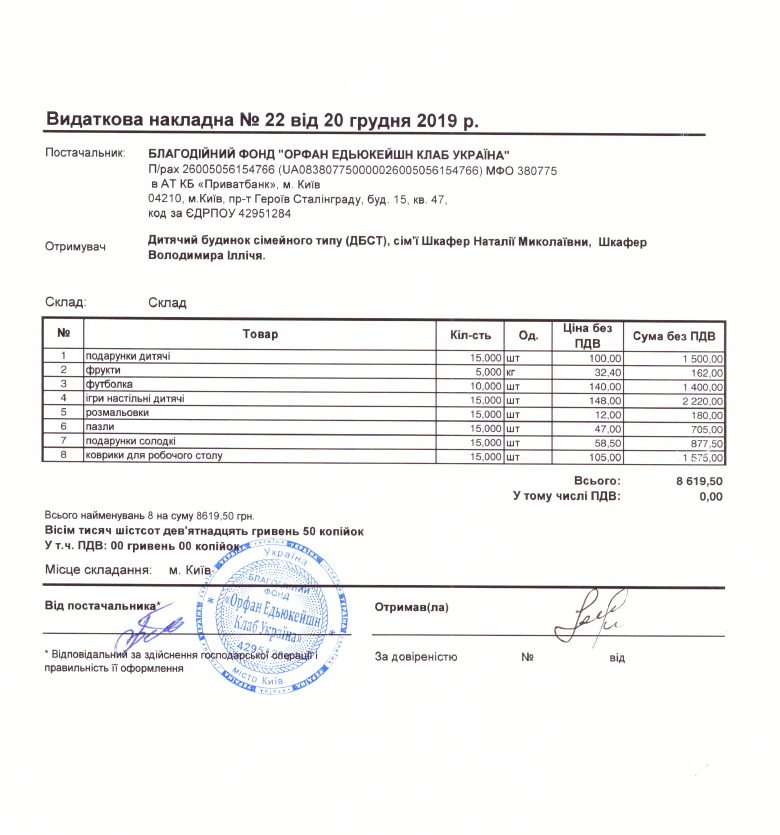 Видаткова накладна № 22 від 20 грудня 2019 р.
Постачальник: БЛАГОДІЙНИЙ ФОНД "ОРФАН ЕДЬЮКЕЙШН КЛАБ УКРАЇНА"
П/рах 26005056154766 (UA083807750000026005056154766) МФО 380775
в АТ КБ «Приватбанк», м. Київ
04210, м.Київ, пр-т Героїв Сталінграду, буд. 15, кв. 47,
код за ЄДРПОУ 42951284
Отримувач Дитячий будинок сімейного типу (ДБСТ), сім'ї Шкафер Наталії Миколаївни, Шкафер
Володимира Ілліча.
Склад: Склад
№ Товар Кіл-сть Од. Ціна без ПДВ Сума без ПДВ
1 подарунки дитячі 15,000 шт 100,00 1 500,00
2 фрукти 5,000 кг 32,40 162,00
3 футболка 10,000 шт 140,00 1 400,00
4 ігри настільні дитячі 15,000 шт 148,00 2 220,00
5 розмальовки 15,000 шт 12,00 180,00
6 пазли 15,000 шт 47,00 705,00
7 подарунки солодкі 15,000 шт 58,50 877,50
8 коврики для робочого столу 15,000 шт 105,00 1 575,00
Всього: 8 619,50
У тому числі ПДВ: 0,00
Всього найменувань 8 на суму 8619,50 грн.
Вісім тисяч шістсот дев'ятнадцять гривень 50 копійок
У т.ч. ПДВ: 00 гривень 00 копійок
Місце складання: м. Київ
Від постачальника* Отримав(ла)
* Відповідальний за здійснення господарської операції і
правильність її оформлення
За довіреністю № від
Україна
БЛАГОДІЙНИЙ
ФОНД
«Орфан Едьюкейшн
Клаб Україна»
місто Київ